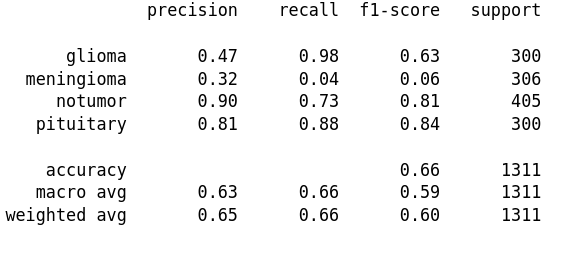 precision recall f1-score support
glioma 0.47 0.98 0.63 300
meningioma 0.32 0.04 0.06 306
notumor 0.90 0.73 0.81 405
pituitary 0.81 0.88 0.84 300
accuracy 0.66 1311
macro avg 0.63 0.66 0.59 1311
weighted avg 0.65 0.66 0.60 1311